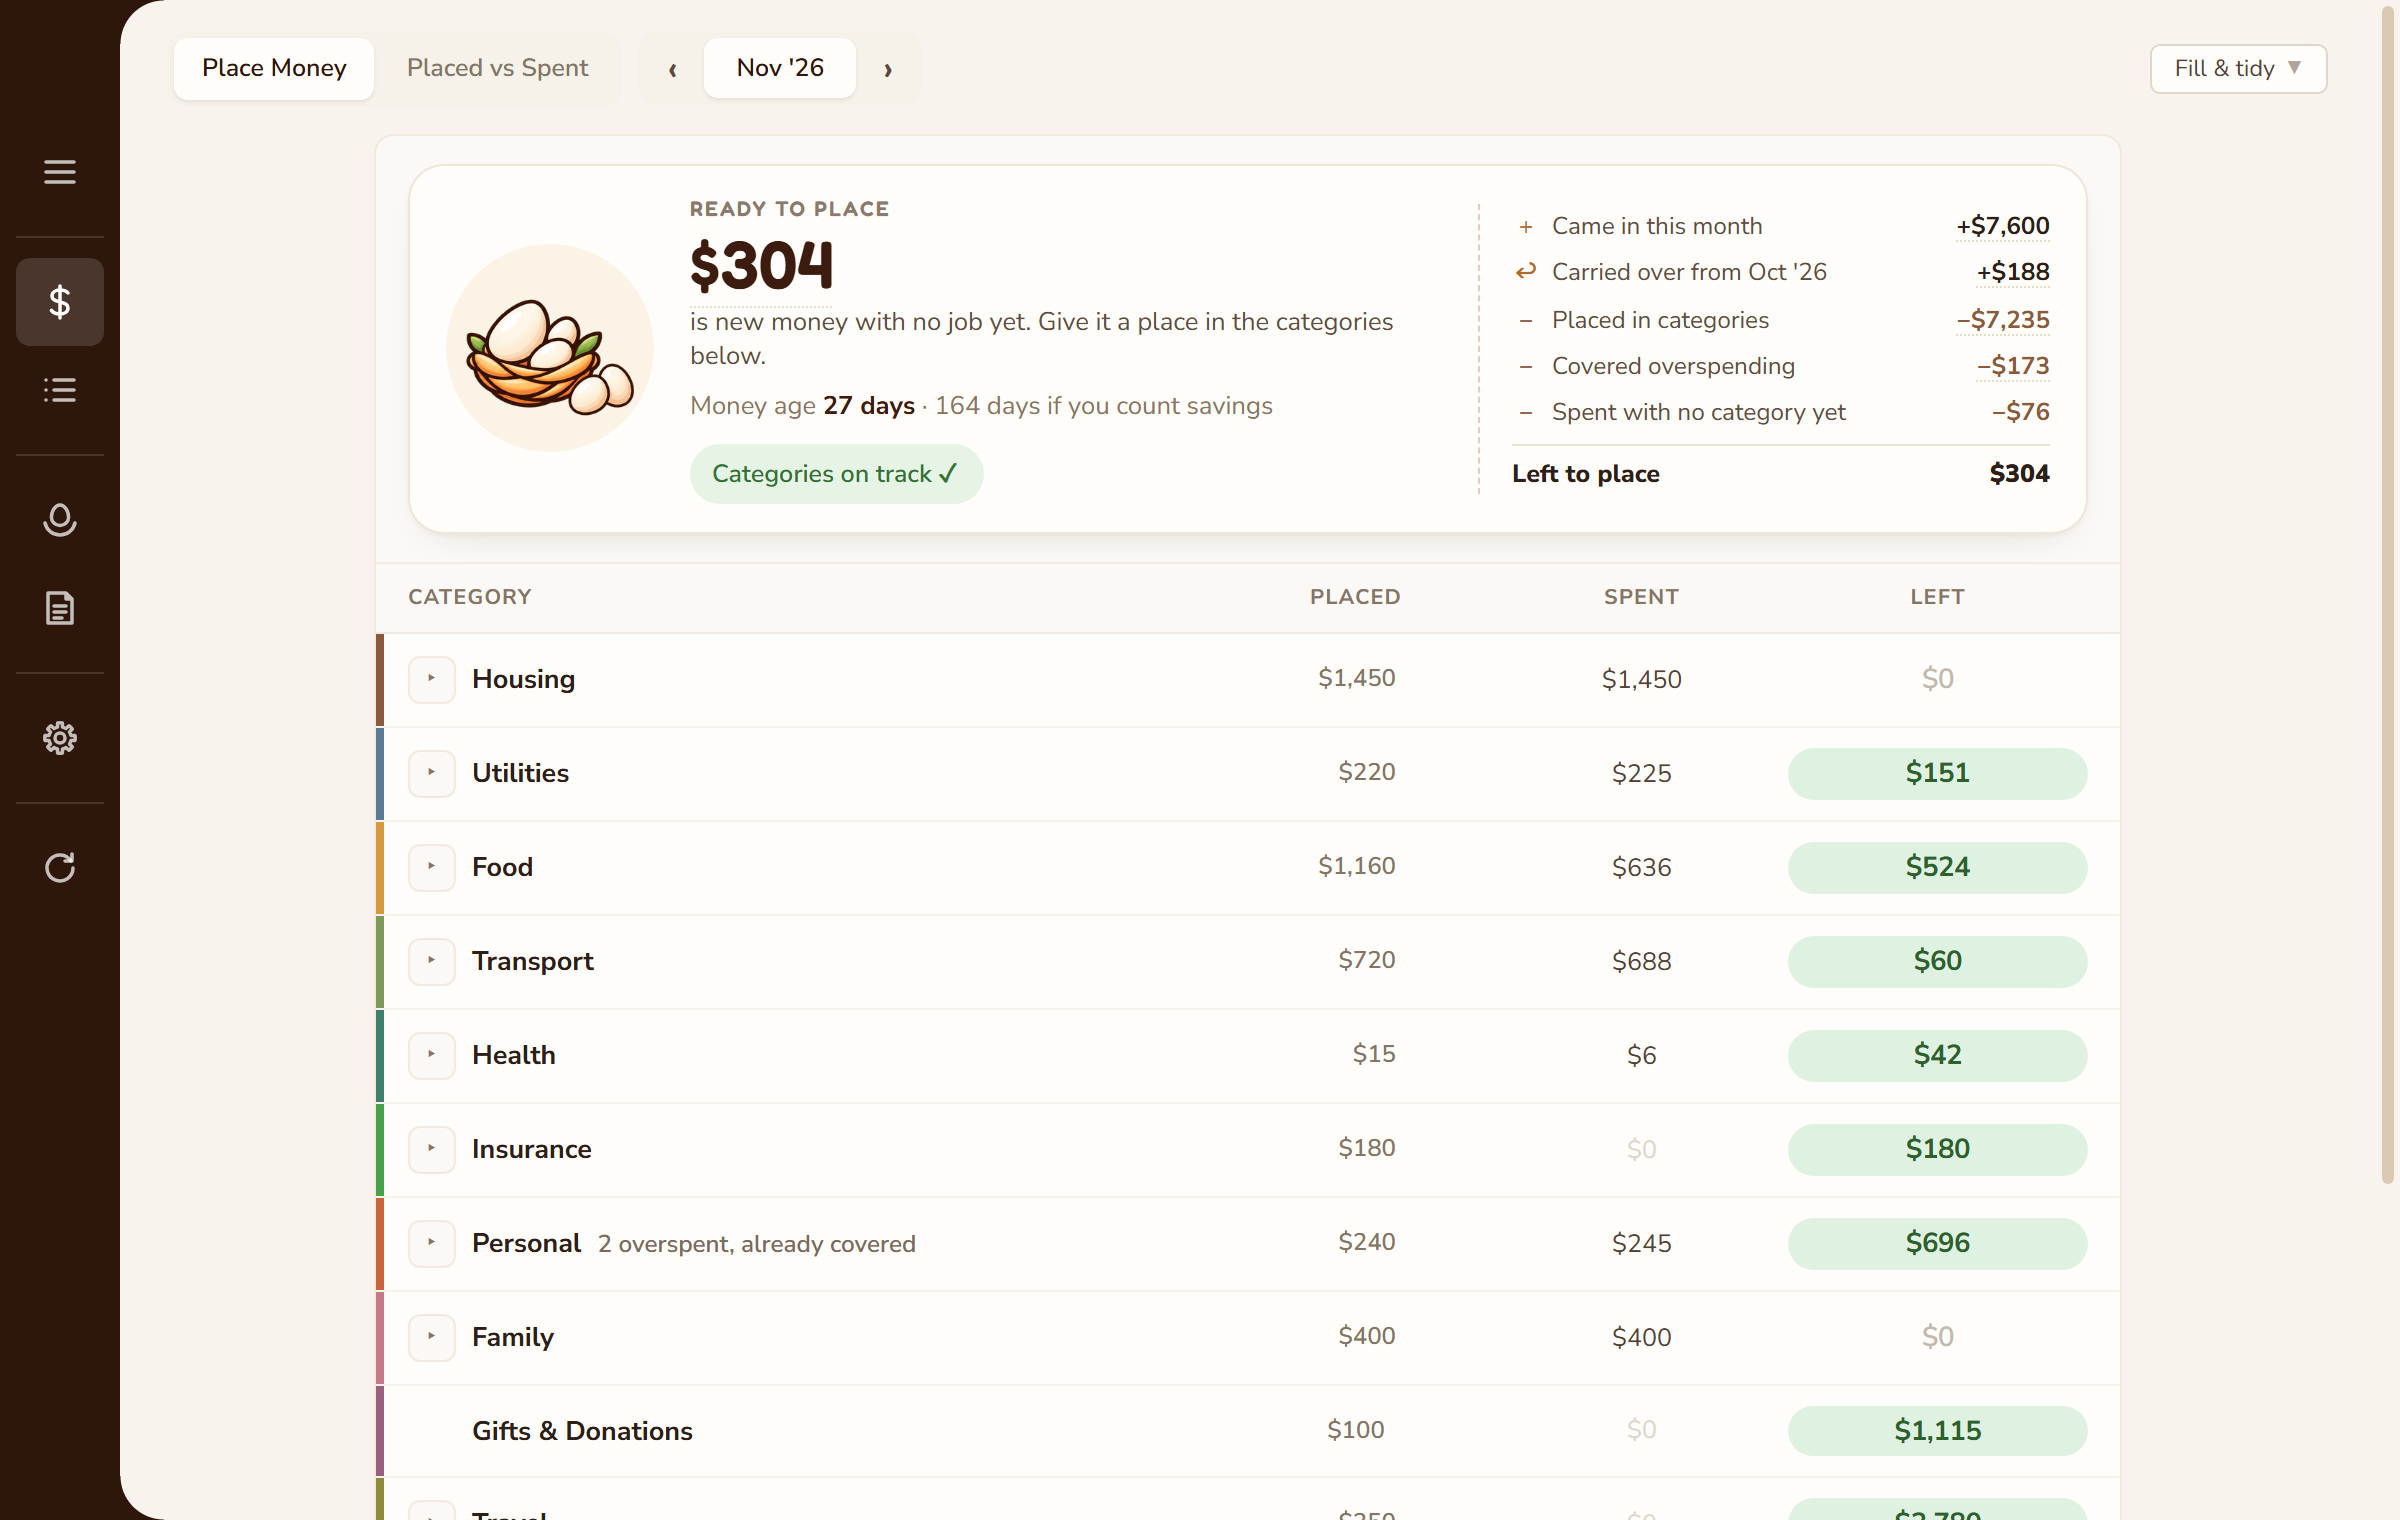 Place Money
Placed vs Spent
‹ Nov '26 ›
Fill & tidy ▼
READY TO PLACE
$304
is new money with no job yet. Give it a place in the categories
below.
Money age 27 days · 164 days if you count savings
Categories on track ✓
+ Came in this month +$7,600
↩ Carried over from Oct '26 +$188
− Placed in categories −$7,235
− Covered overspending −$173
− Spent with no category yet −$76
Left to place $304
CATEGORY PLACED SPENT LEFT
Housing $1,450 $1,450 $0
Utilities $220 $225 $151
Food $1,160 $636 $524
Transport $720 $688 $60
Health $15 $6 $42
Insurance $180 $0 $180
Personal 2 overspent, already covered $240 $245 $696
Family $400 $400 $0
Gifts & Donations $100 $0 $1,115
Travel $0